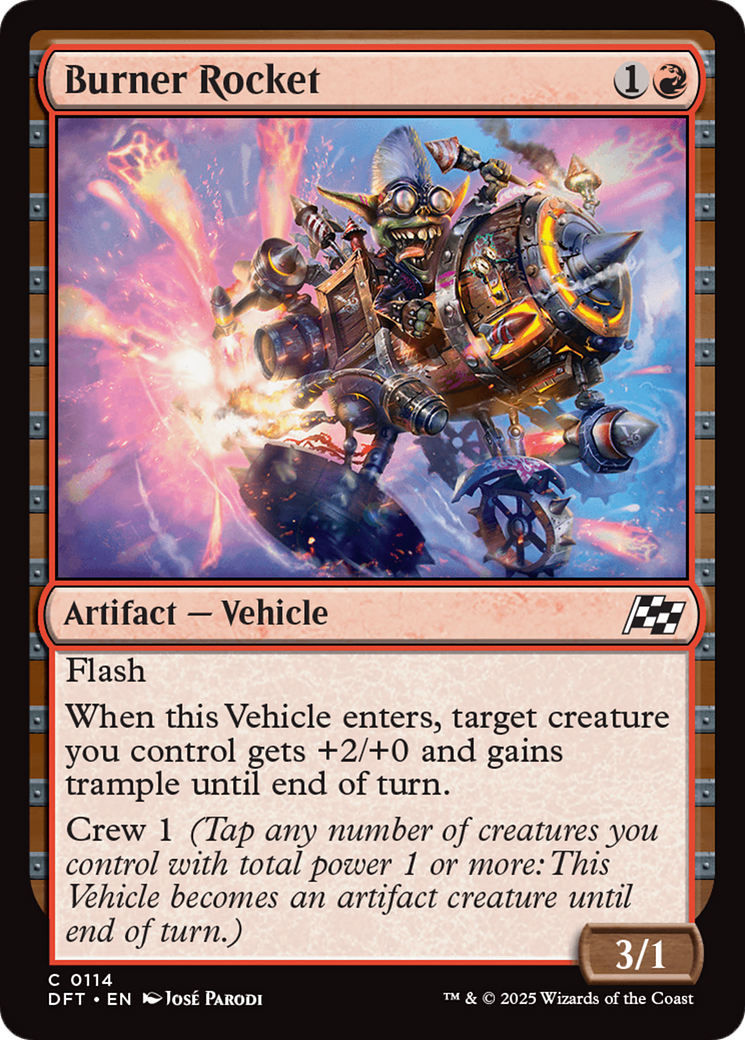 Burner Rocket 1
Artifact — Vehicle
Flash
When this Vehicle enters, target creature
you control gets +2/+0 and gains
trample until end of turn.
Crew 1 (Tap any number of creatures you
control with total power 1 or more: This
Vehicle becomes an artifact creature until
end of turn.)
3/1
C 0114
DFT • EN José Parodi
™ & © 2025 Wizards of the Coast